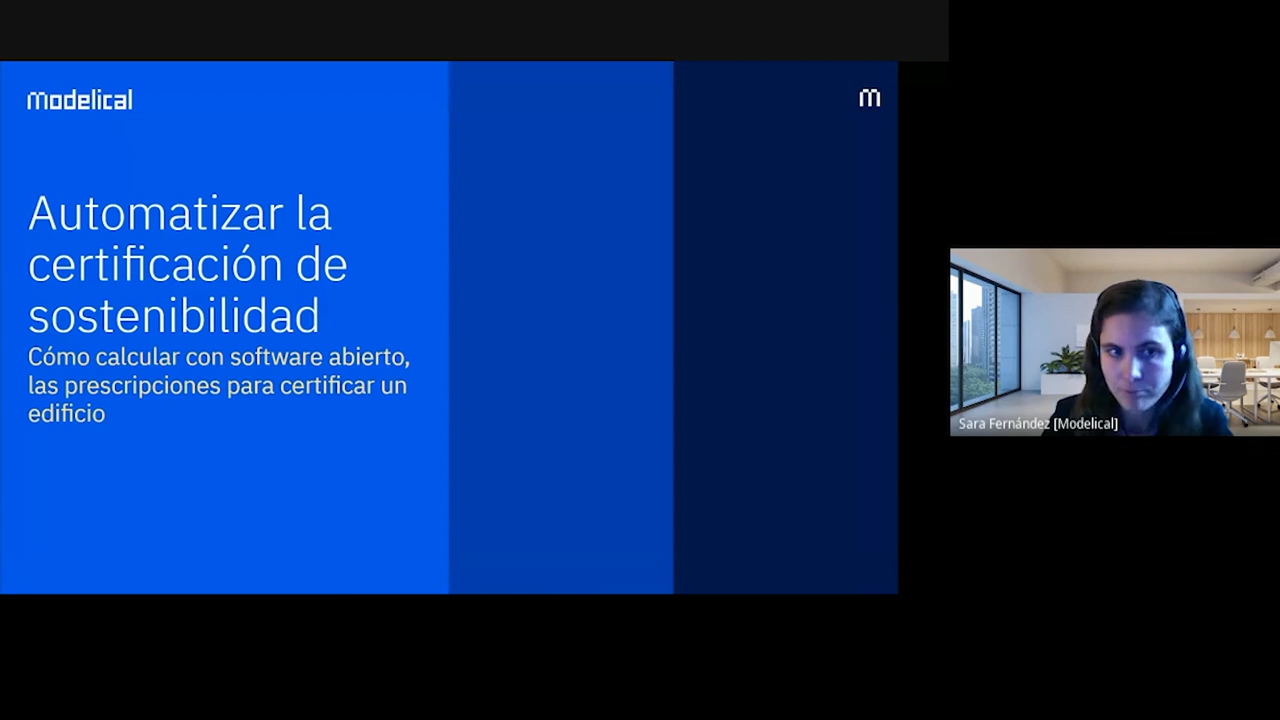 modelical
m
Automatizar la
certificación de
sostenibilidad
Cómo calcular con software abierto,
las prescripciones para certificar un
edificio
Sara Fernández [Modelical]